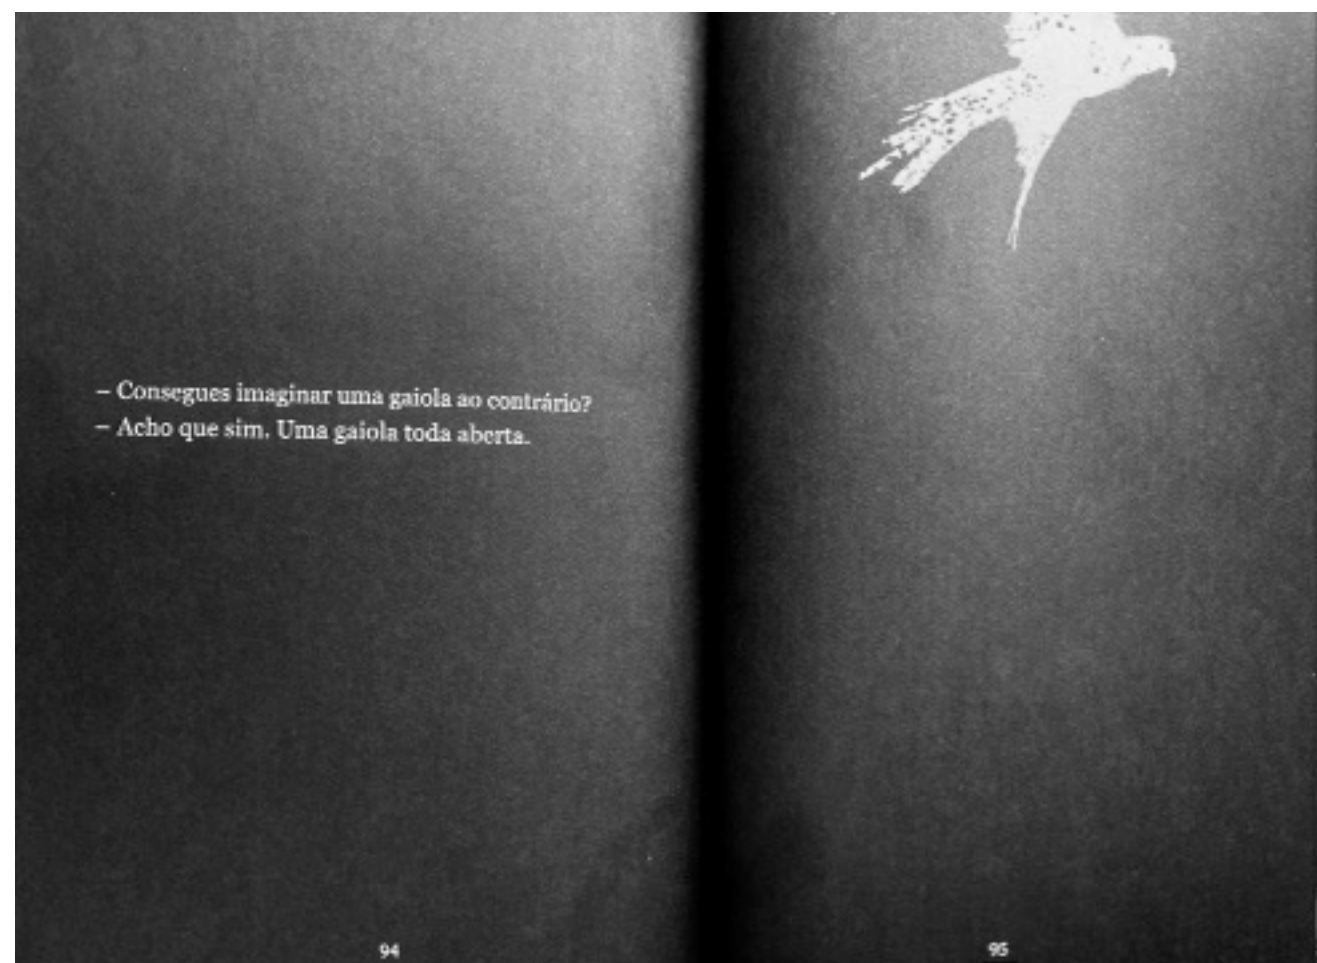 – Consegues imaginar uma gaiola ao contrário?
– Acho que sim. Uma gaiola toda aberta.
94
95